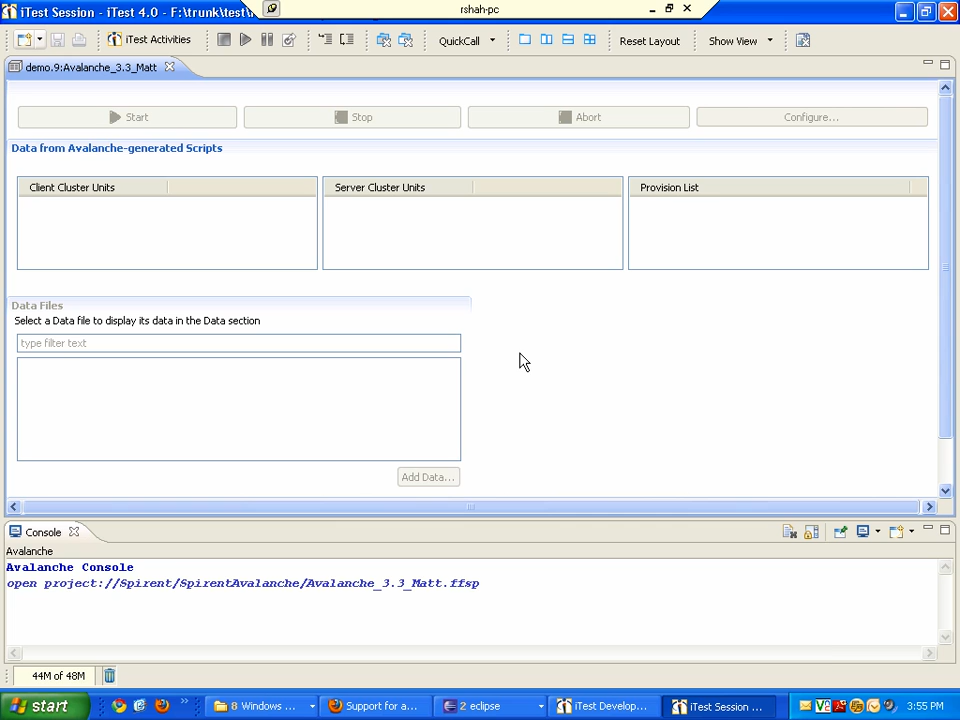 iTest Session - iTest 4.0 - F:\trunk\test\
rshah-pc
iTest Activities
QuickCall
Reset Layout
Show View
demo.9:Avalanche_3.3_Matt
Start
Stop
Abort
Configure...
Data from Avalanche-generated Scripts
Client Cluster Units
Server Cluster Units
Provision List
Data Files
Select a Data file to display its data in the Data section
type filter text
Add Data...
Console
Avalanche
Avalanche Console
open project://Spirent/SpirentAvalanche/Avalanche_3.3_Matt.ffsp
44M of 48M
start
8 Windows ...
Support for a...
2 eclipse
iTest Develop...
iTest Session ...
3:55 PM